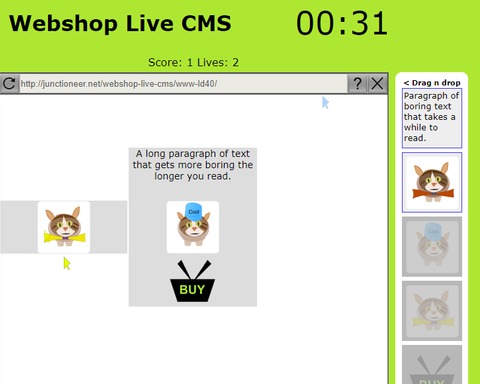 Webshop Live CMS
00:31
Score: 1 Lives: 2
http://junctioneer.net/webshop-live-cms/www-ld40/
?
< Drag n drop
Paragraph of
boring text
that takes a
while to
read.
A long paragraph of text
that gets more boring the
longer you read.
Cool
BUY
Cool
BUY